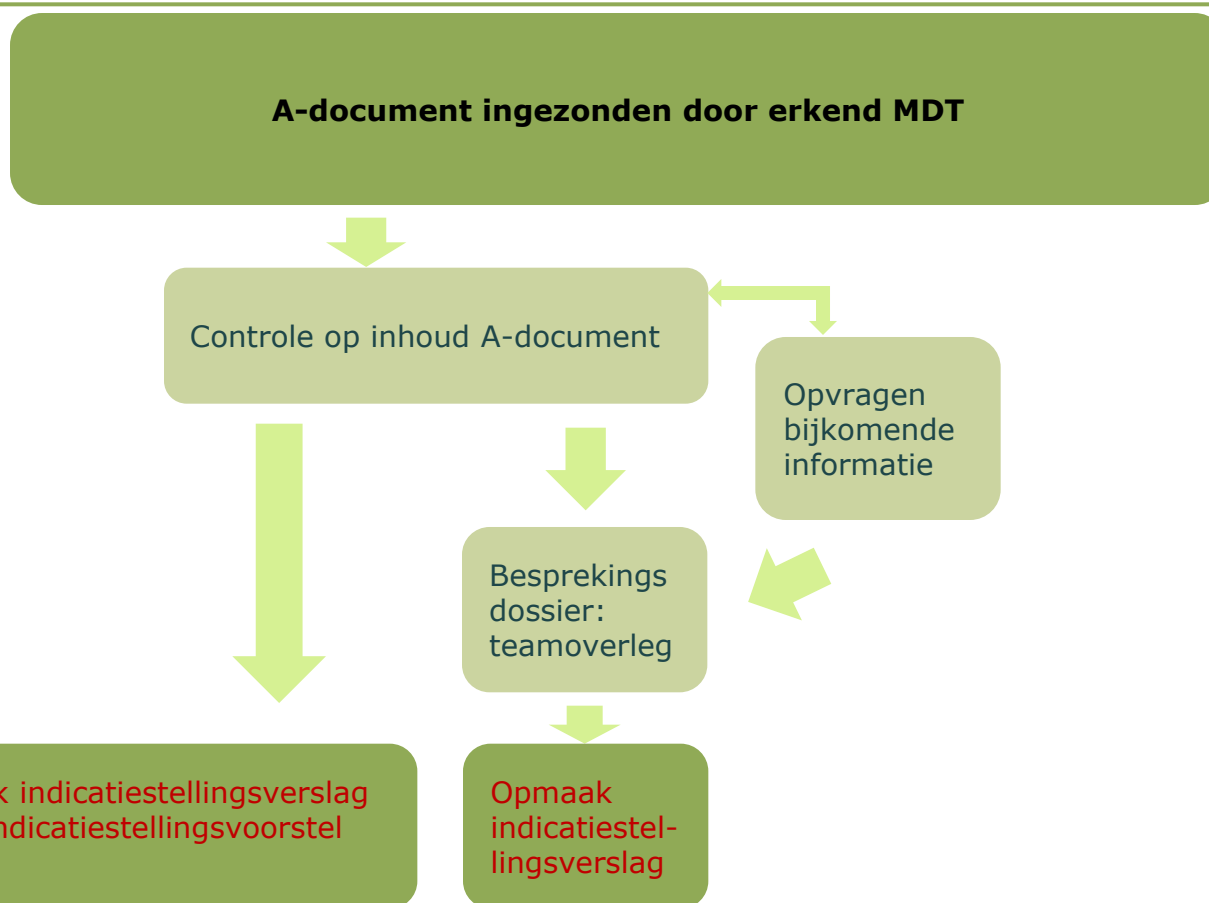 A-document ingezonden door erkend MDT
Controle op inhoud A-document
Opvragen
bijkomende
informatie
Besprekings
dossier:
teamoverleg
indicatiestellingsverslag
ndicatiestellingsvoorstel
Opmaak
indicatiestel-
lingsverslag